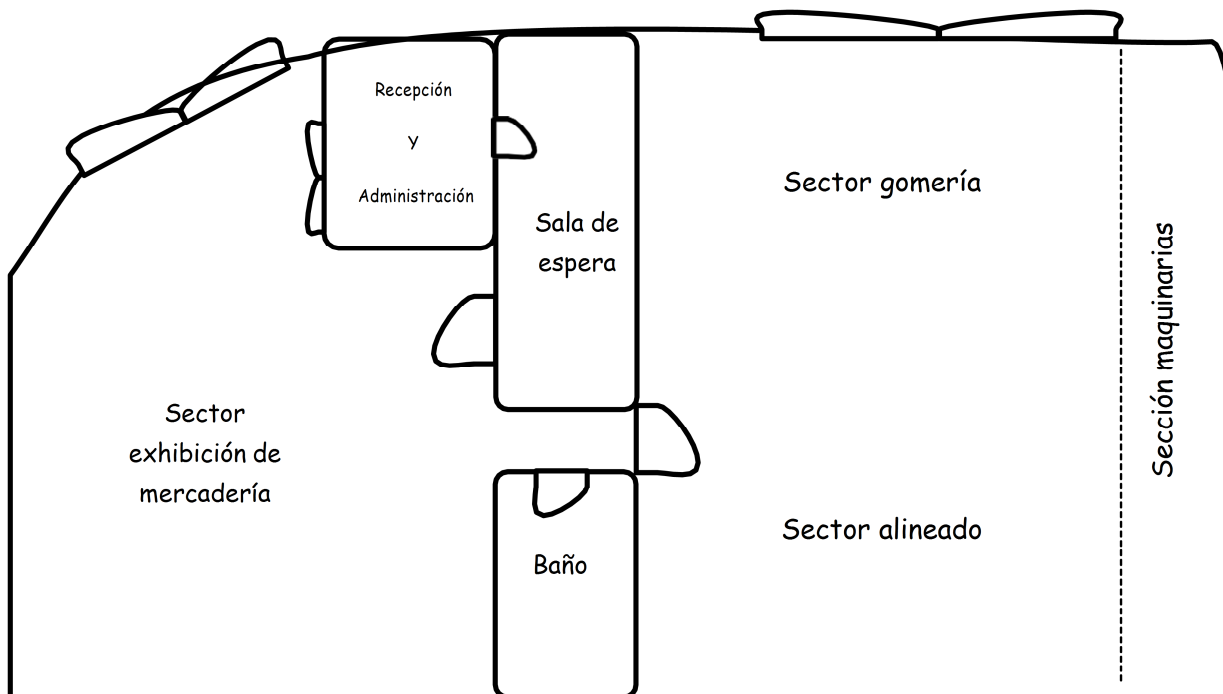 Recepción
Y
Administración
Sala de
espera
Sector gomería
Sección maquinarias
Sector
exhibición de
mercadería
Sector alineado
Baño